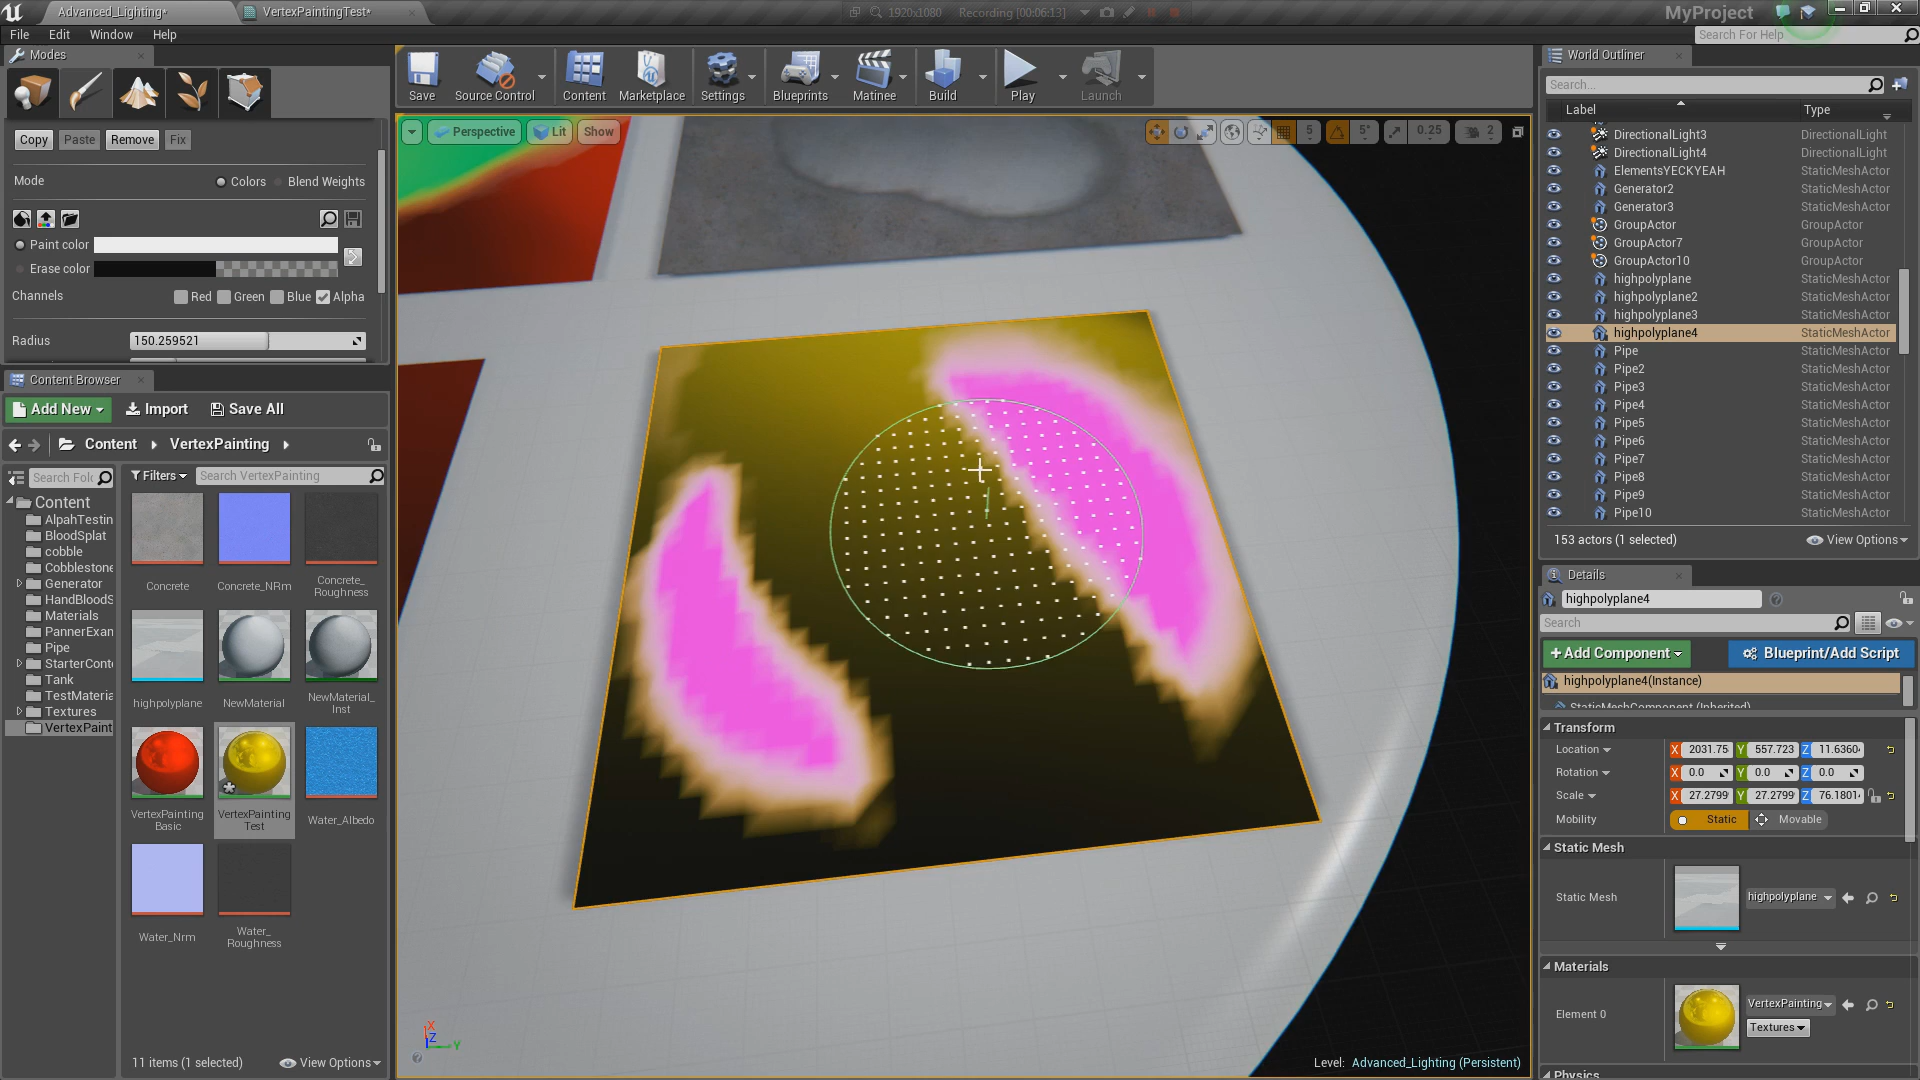 Advanced_Lighting*
VertexPaintingTest*
1920x1080
Recording [00:06:13]
MyProject
File
Edit
Window
Help
Search For Help
Modes
Copy
Paste
Remove
Fix
Mode
Colors
Blend Weights
Paint color
Erase color
Channels
Red
Green
Blue
Alpha
Radius
150.259521
Save
Source Control
Content
Marketplace
Settings
Blueprints
Matinee
Build
Play
Launch
Perspective
Lit
Show
5
5°
0.25
2
Content Browser
Add New
Import
Save All
Content
VertexPainting
Search Fol
Filters
Search VertexPainting
Content
AlpahTestin
BloodSplat
cobble
Cobblestone
Generator
HandBloodS
Materials
PannerExan
Pipe
StarterConte
Tank
TestMateria
Textures
VertexPaint
Concrete
Concrete_NRm
Concrete_
Roughness
highpolyplane
NewMaterial
NewMaterial_
Inst
VertexPainting
Basic
VertexPainting
Test
Water_Albedo
Water_Nrm
Water_
Roughness
11 items (1 selected)
View Options
X
Z
Y
Level: Advanced_Lighting (Persistent)
World Outliner
Search...
Label
Type
DirectionalLight3 DirectionalLight
DirectionalLight4 DirectionalLight
ElementsYECKYEAH StaticMeshActor
Generator2 StaticMeshActor
Generator3 StaticMeshActor
GroupActor GroupActor
GroupActor7 GroupActor
GroupActor10 GroupActor
highpolyplane StaticMeshActor
highpolyplane2 StaticMeshActor
highpolyplane3 StaticMeshActor
highpolyplane4 StaticMeshActor
Pipe StaticMeshActor
Pipe2 StaticMeshActor
Pipe3 StaticMeshActor
Pipe4 StaticMeshActor
Pipe5 StaticMeshActor
Pipe6 StaticMeshActor
Pipe7 StaticMeshActor
Pipe8 StaticMeshActor
Pipe9 StaticMeshActor
Pipe10 StaticMeshActor
153 actors (1 selected)
View Options
Details
highpolyplane4
Search
+Add Component
Blueprint/Add Script
highpolyplane4(Instance)
StaticMeshComponent (Inherited)
Transform
Location X 2031.75 Y 557.723 Z 11.6360
Rotation X 0.0 Y 0.0 Z 0.0
Scale X 27.2799 Y 27.2799 Z 76.1801
Mobility Static Movable
Static Mesh
Static Mesh
highpolyplane
Materials
Element 0
VertexPainting
Textures
Physics